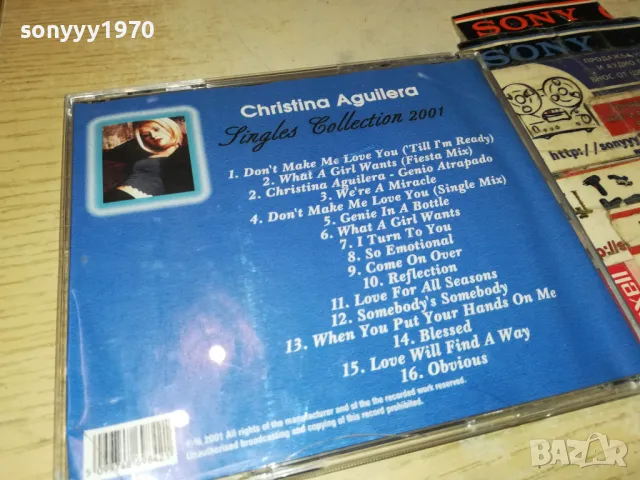 sonyyy1970
SONY
SONY
ПРОДАЖБА
И АУДИО
ВНОС ОТ
http://sonyyy
Christina Aguilera
Singles Collection 2001
1. Don't Make Me Love You ('Till I'm Ready)
2. What A Girl Wants (Fiesta Mix)
2. Christina Aguilera - Genio Atrapado
3. We're A Miracle
4. Don't Make Me Love You (Single Mix)
5. Genie In A Bottle
6. What A Girl Wants
7. I Turn To You
8. So Emotional
9. Come On Over
10. Reflection
11. Love For All Seasons
12. Somebody's Somebody
13. When You Put Your Hands On Me
14. Blessed
15. Love Will Find A Way
16. Obvious
2001 All rights of the manufacturer and of the the recorded work reserved.
Unauthorised broadcasting and copying of this record prohibited.
bazar